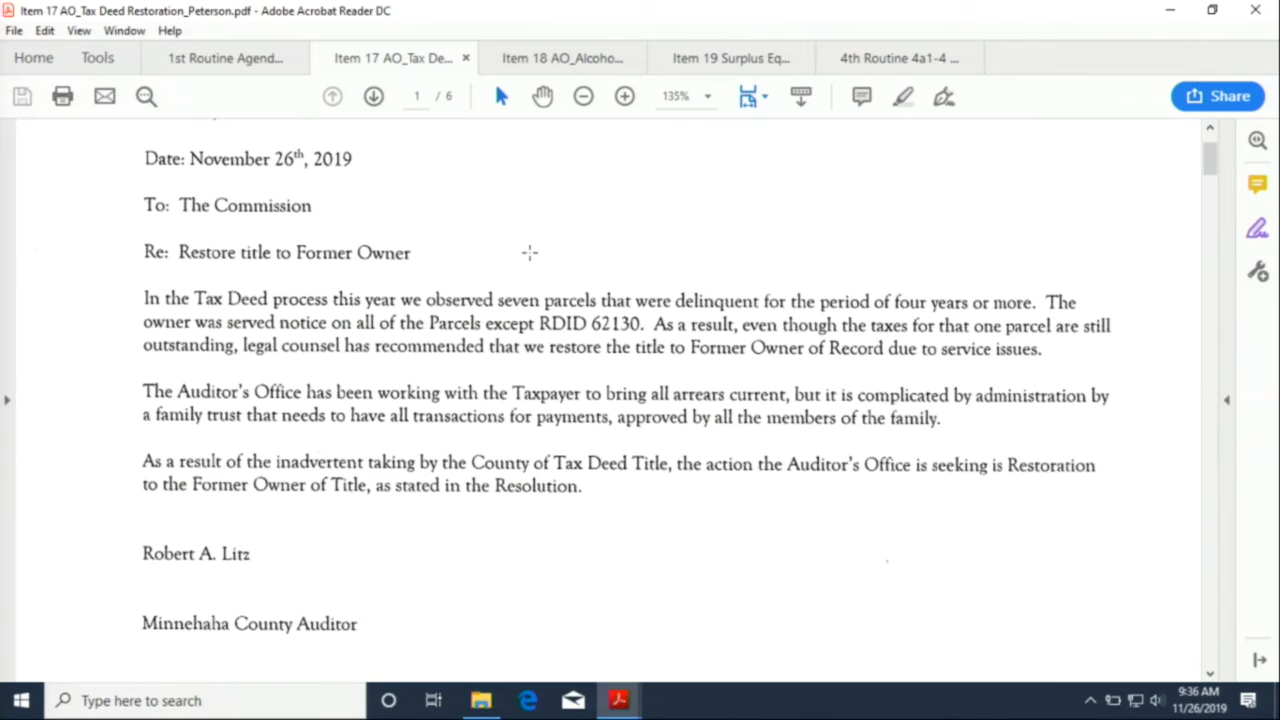 Item 17 AO_Tax Deed Restoration_Peterson.pdf - Adobe Acrobat Reader DC
File Edit View Window Help
Home Tools 1st Routine Agend... Item 17 AO_Tax De... Item 18 AO_Alcoho... Item 19 Surplus Eq... 4th Routine 4a1-4 ...
1 / 6 135% Share
Date: November 26th, 2019
To: The Commission
Re: Restore title to Former Owner
In the Tax Deed process this year we observed seven parcels that were delinquent for the period of four years or more. The
owner was served notice on all of the Parcels except RDID 62130. As a result, even though the taxes for that one parcel are still
outstanding, legal counsel has recommended that we restore the title to Former Owner of Record due to service issues.
The Auditor's Office has been working with the Taxpayer to bring all arrears current, but it is complicated by administration by
a family trust that needs to have all transactions for payments, approved by all the members of the family.
As a result of the inadvertent taking by the County of Tax Deed Title, the action the Auditor's Office is seeking is Restoration
to the Former Owner of Title, as stated in the Resolution.
Robert A. Litz
Minnehaha County Auditor
Type here to search
9:36 AM
11/26/2019